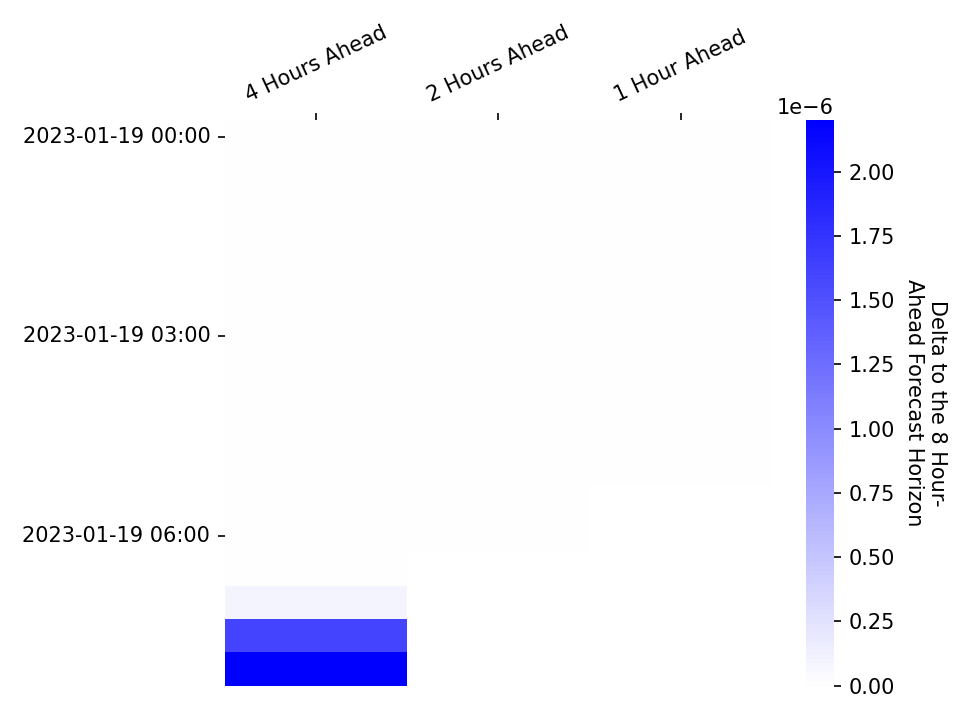 4 Hours Ahead
2 Hours Ahead
1 Hour Ahead
1e−6
2023-01-19 00:00
2023-01-19 03:00
2023-01-19 06:00
2.00
1.75
1.50
1.25
1.00
0.75
0.50
0.25
0.00
Delta to the 8 Hour-
Ahead Forecast Horizon